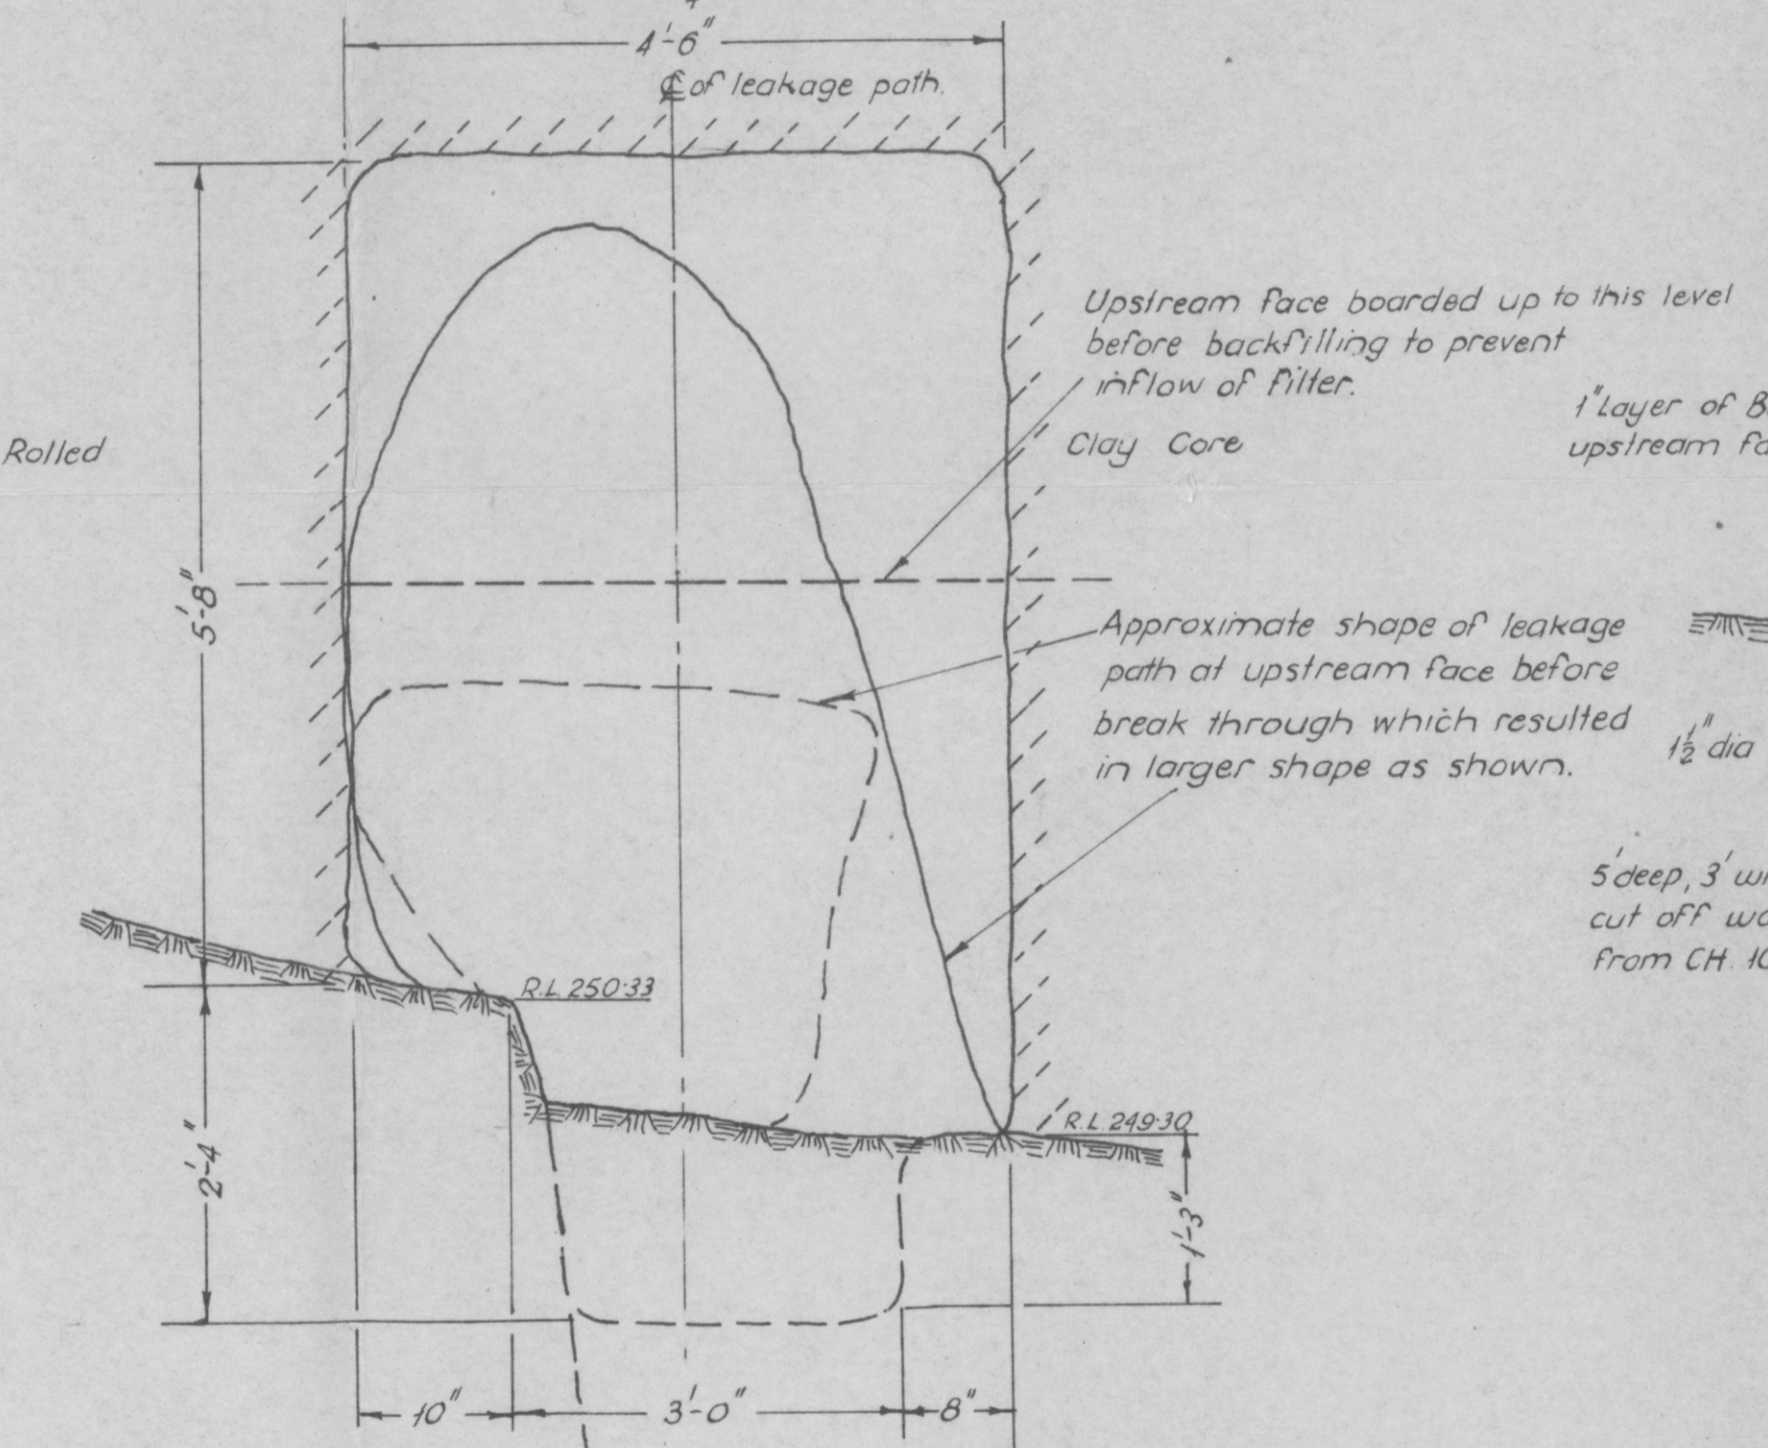 4'-6"
℄ of leakage path.
Upstream face boarded up to this level
before backfilling to prevent
inflow of filter.
1" Layer of B
upstream fa
Rolled
Clay Core
5'-8"
Approximate shape of leakage
path at upstream face before
break through which resulted
in larger shape as shown.
1½" dia
5' deep, 3' wi
cut off wa
from CH. 10
R.L. 250·33
R.L. 249·30
2'-4"
1'-3"
10"
3'-0"
8"